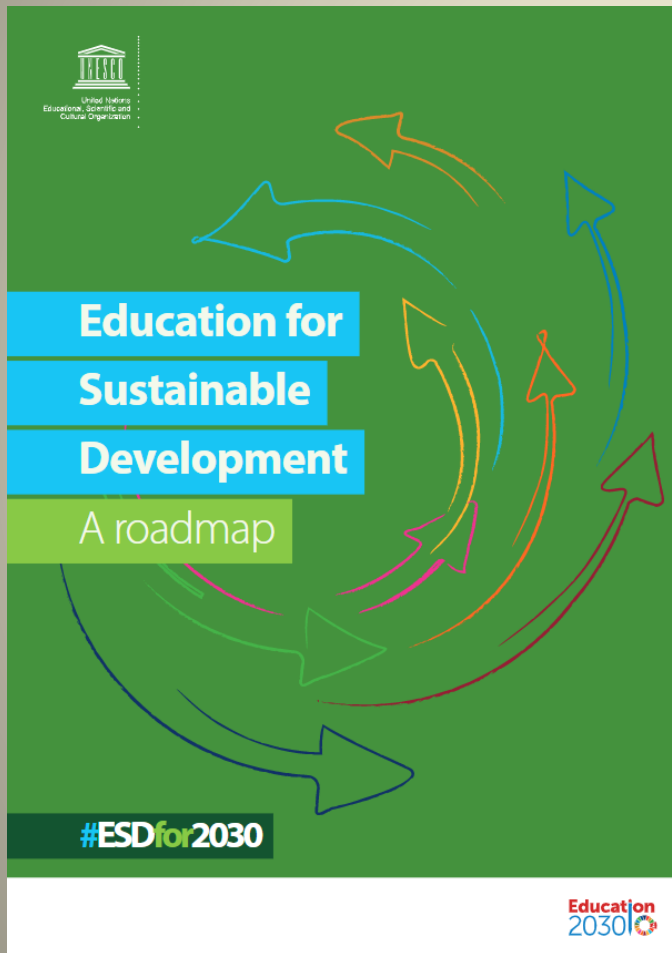 UNESCO
United Nations
Educational, Scientific and
Cultural Organization
Education for
Sustainable
Development
A roadmap
#ESDfor2030
Education
2030